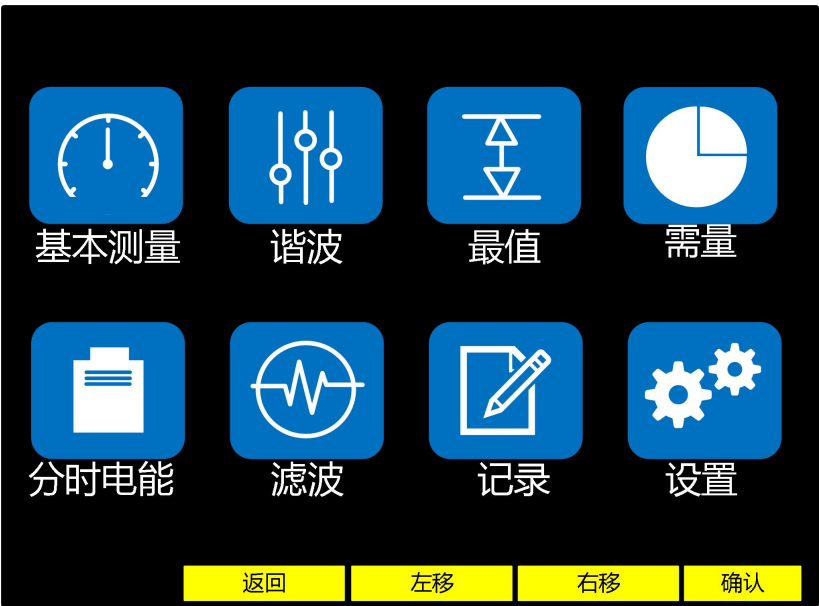 基本测量 谐波 最值 需量
分时电能 滤波 记录 设置
返回 左移 右移 确认